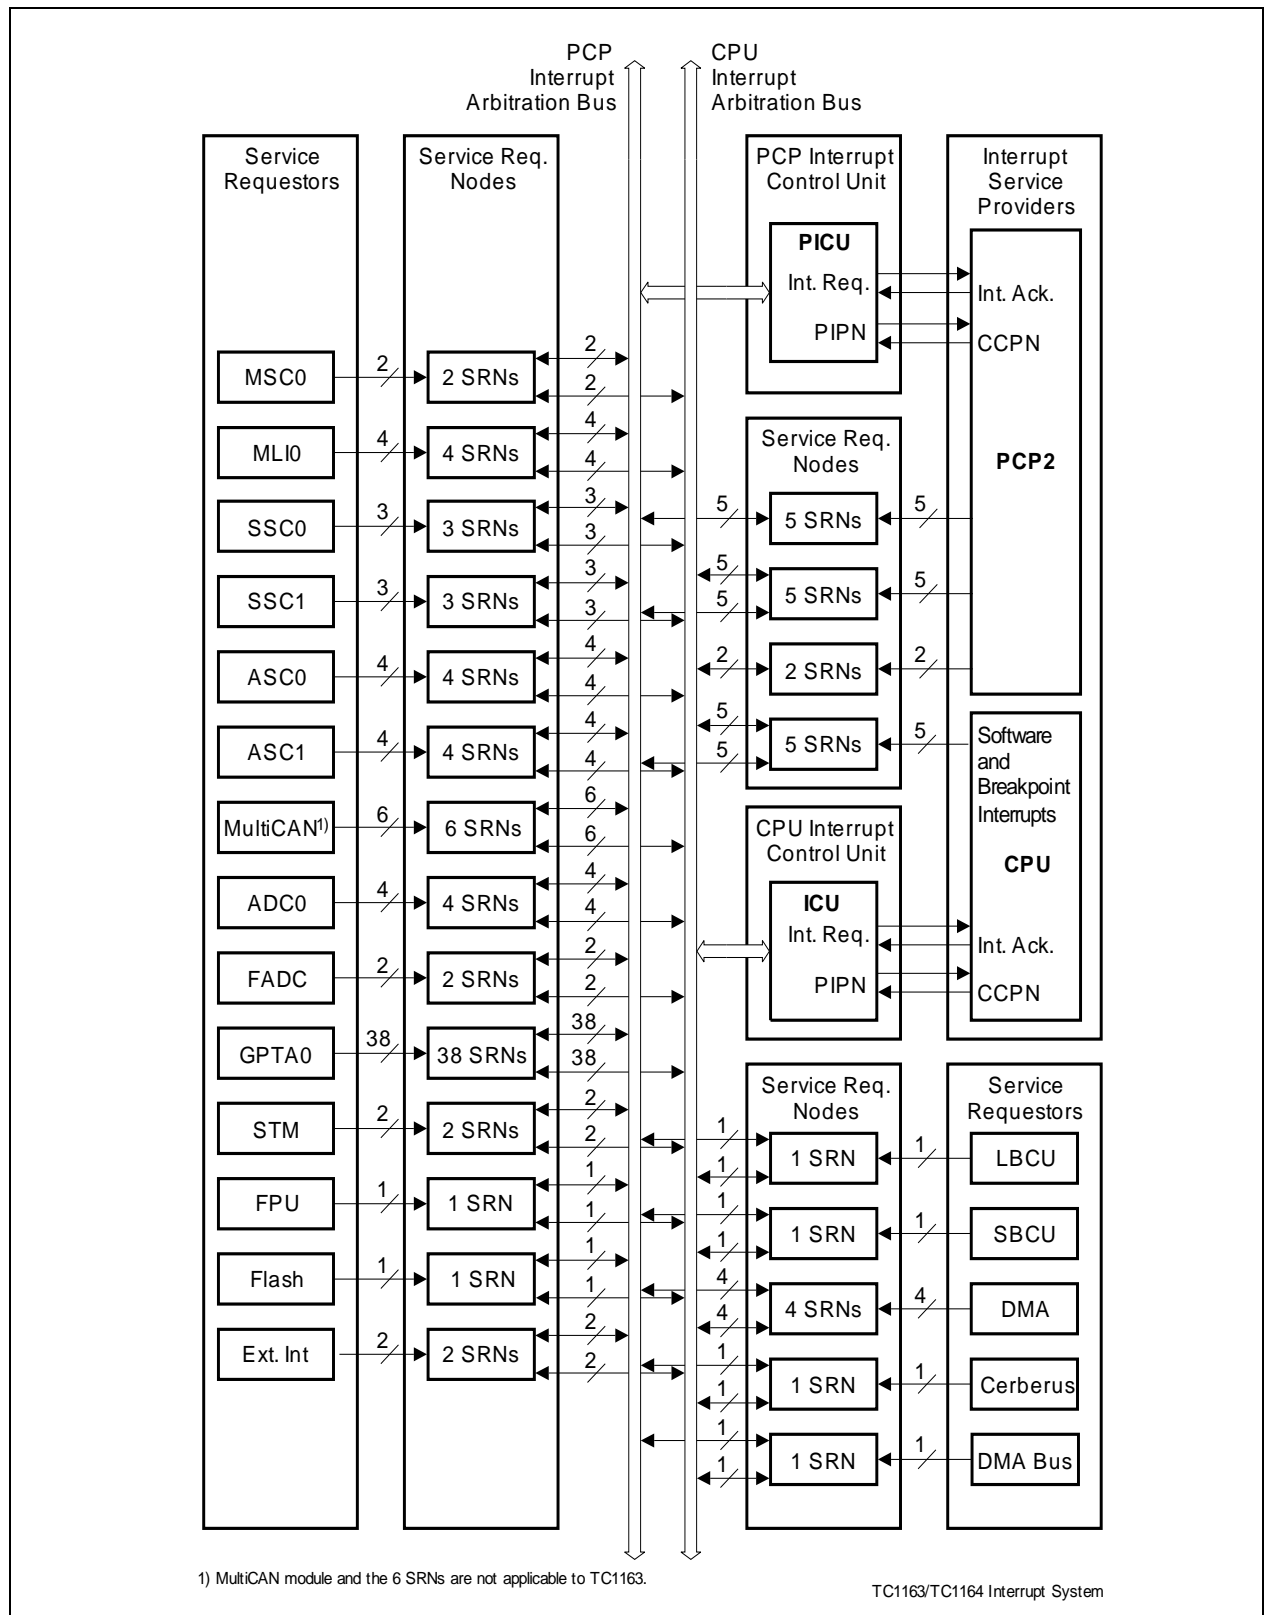 PCP
Interrupt
Arbitration Bus
CPU
Interrupt
Arbitration Bus
Service
Requestors
Service Req.
Nodes
PCP Interrupt
Control Unit
Interrupt
Service
Providers
PICU
Int. Req.
PIPN
Int. Ack.
CCPN
PCP2
MSC0
2
2 SRNs
2
2
MLI0
4
4 SRNs
4
4
SSC0
3
3 SRNs
3
3
SSC1
3
3 SRNs
3
3
ASC0
4
4 SRNs
4
4
ASC1
4
4 SRNs
4
4
MultiCAN1)
6
6 SRNs
6
6
ADC0
4
4 SRNs
4
4
FADC
2
2 SRNs
2
2
GPTA0
38
38 SRNs
38
38
STM
2
2 SRNs
2
2
FPU
1
1 SRN
1
1
Flash
1
1 SRN
1
1
Ext. Int
2
2 SRNs
2
2
Service Req.
Nodes
5
5 SRNs
5
5
5
5 SRNs
5
2
2 SRNs
2
5
5
5 SRNs
5
Software
and
Breakpoint
Interrupts
CPU
CPU Interrupt
Control Unit
ICU
Int. Req.
PIPN
Int. Ack.
CCPN
Service Req.
Nodes
Service
Requestors
1
1
1 SRN
1
LBCU
1
1
1 SRN
1
SBCU
4
4
4 SRNs
4
DMA
1
1
1 SRN
1
Cerberus
1
1
1 SRN
1
DMA Bus
1) MultiCAN module and the 6 SRNs are not applicable to TC1163.
TC1163/TC1164 Interrupt System